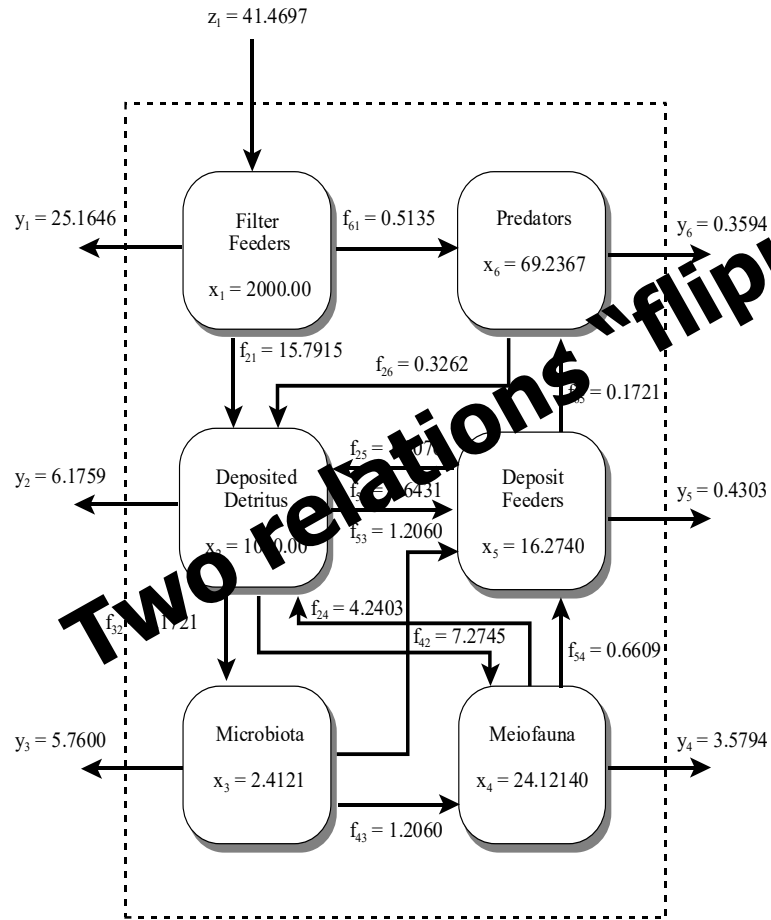 z1 = 41.4697
Filter
Feeders
x1 = 2000.00
Predators
x6 = 69.2367
y1 = 25.1646
f61 = 0.5135
y6 = 0.3594
f21 = 15.7915
f26 = 0.3262
= 0.1721
Deposited
Detritus
Deposit
Feeders
x5 = 16.2740
y2 = 6.1759
f25
f53 = 1.2060
y5 = 0.4303
Two relations “flip
f24 = 4.2403
f42 = 7.2745
f54 = 0.6609
f32
Microbiota
x3 = 2.4121
Meiofauna
x4 = 24.12140
y3 = 5.7600
y4 = 3.5794
f43 = 1.2060